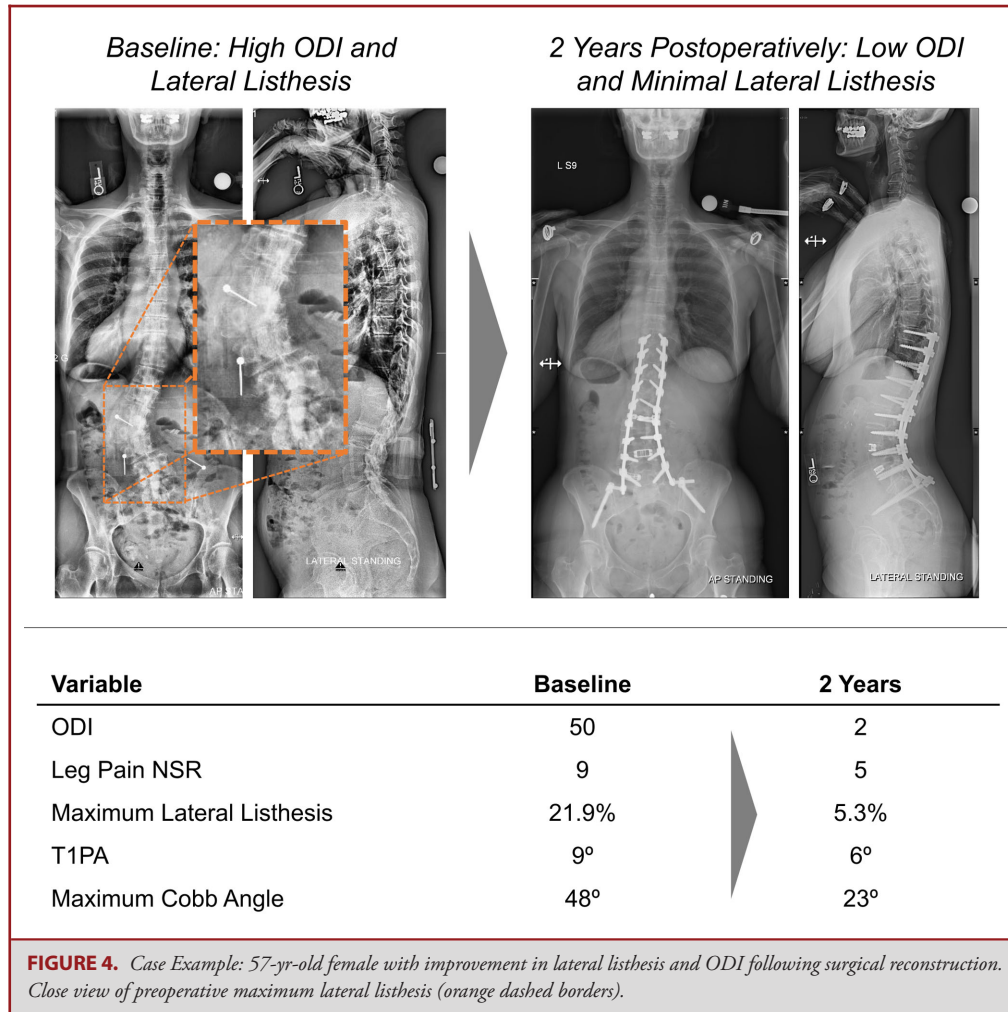 Baseline: High ODI and
Lateral Listhesis
2 Years Postoperatively: Low ODI
and Minimal Lateral Listhesis
L S9
2 G
AP STA
LATERAL STANDING
AP STANDING
LATERAL STANDING
Variable Baseline 2 Years
ODI 50 2
Leg Pain NSR 9 5
Maximum Lateral Listhesis 21.9% 5.3%
T1PA 9º 6º
Maximum Cobb Angle 48º 23º
FIGURE 4. Case Example: 57-yr-old female with improvement in lateral listhesis and ODI following surgical reconstruction.
Close view of preoperative maximum lateral listhesis (orange dashed borders).